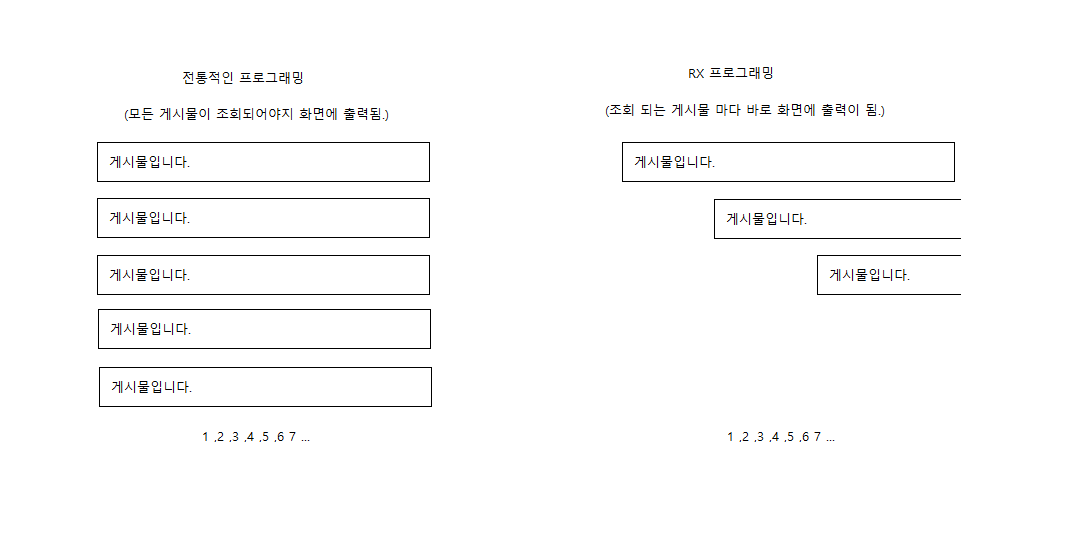 전통적인 프로그래밍
(모든 게시물이 조회되어야지 화면에 출력됨.)
게시물입니다.
게시물입니다.
게시물입니다.
게시물입니다.
게시물입니다.
1 ,2 ,3 ,4 ,5 ,6 7 ...
RX 프로그래밍
(조회 되는 게시물 마다 바로 화면에 출력이 됨.)
게시물입니다.
게시물입니다.
게시물입니다.
1 ,2 ,3 ,4 ,5 ,6 7 ...